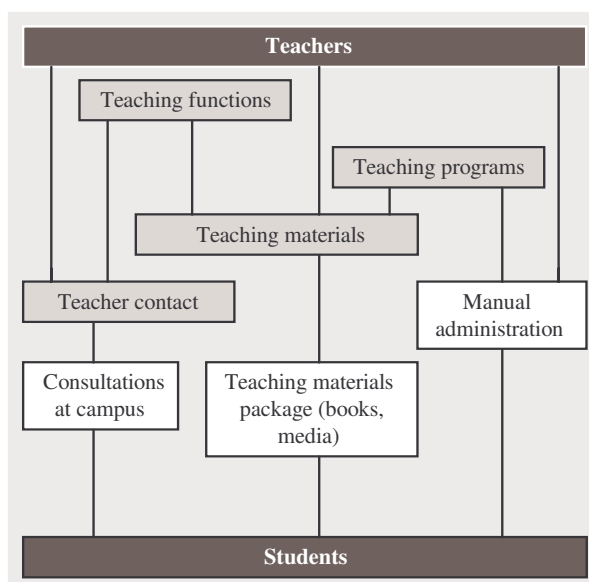 Teachers
Teaching functions
Teaching programs
Teaching materials
Teacher contact
Manual
administration
Consultations
at campus
Teaching materials
package (books,
media)
Students